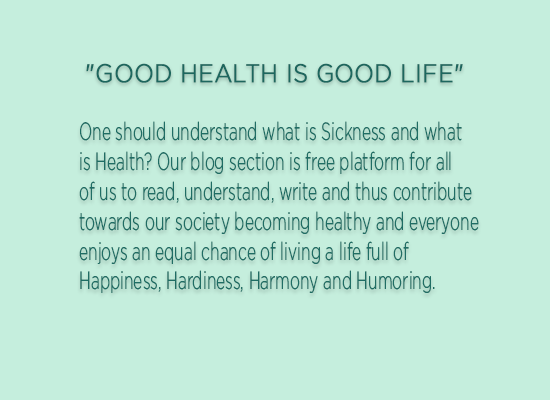 "GOOD HEALTH IS GOOD LIFE"
One should understand what is Sickness and what
is Health? Our blog section is free platform for all
of us to read, understand, write and thus contribute
towards our society becoming healthy and everyone
enjoys an equal chance of living a life full of
Happiness, Hardiness, Harmony and Humoring.